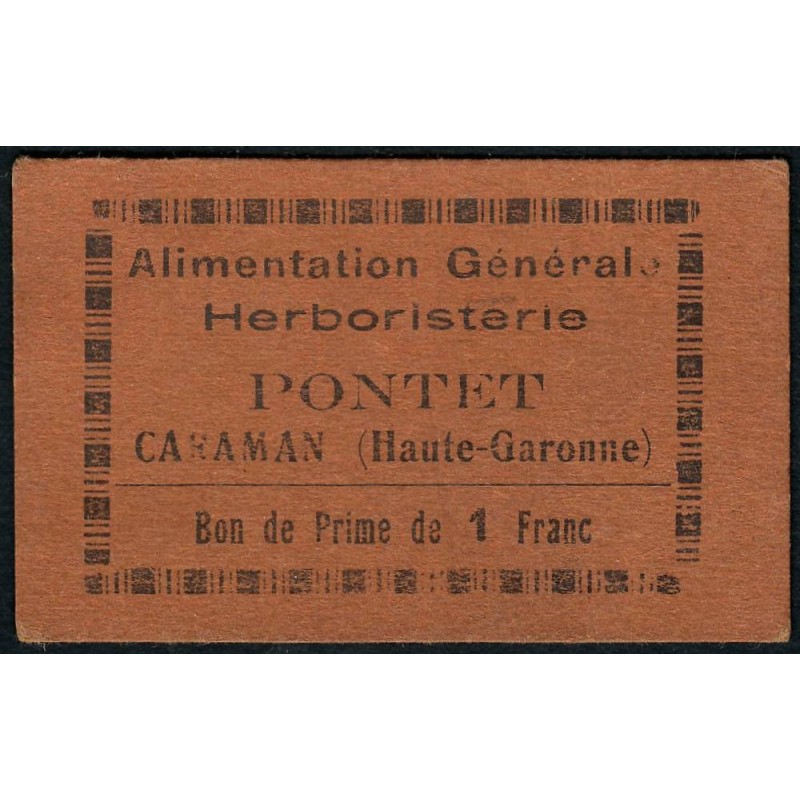 Alimentation Générale
Herboristerie
PONTET
CARAMAN (Haute-Garonne)
Bon de Prime de 1 Franc